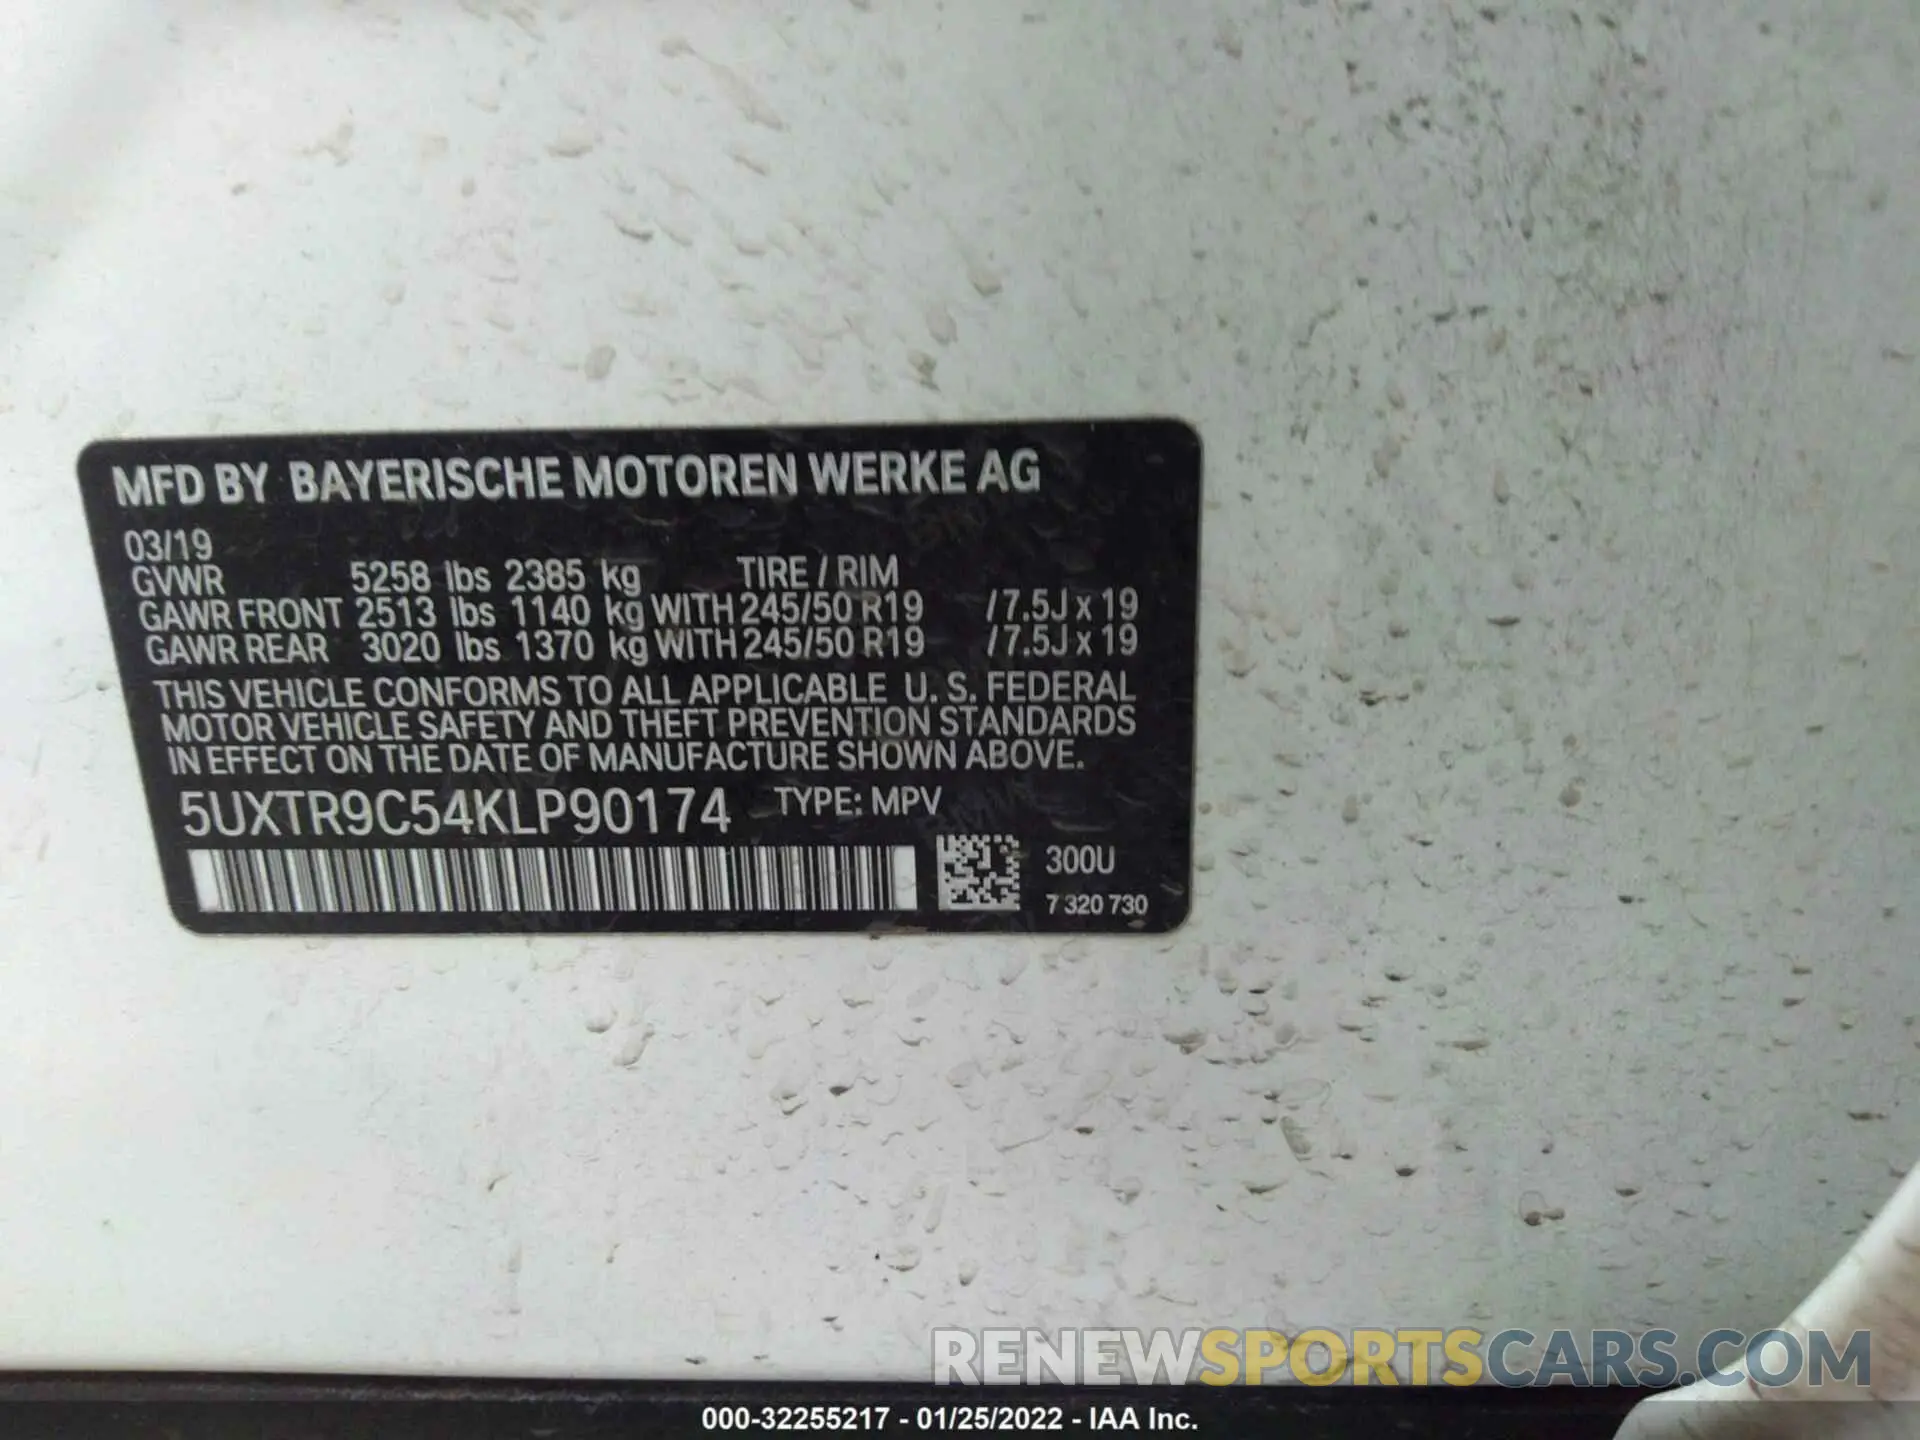 MFD BY BAYERISCHE MOTOREN WERKE AG
03/19
GVWR 5258 lbs 2385 kg TIRE / RIM
GAWR FRONT 2513 lbs 1140 kg WITH 245/50 R19 /7.5J x 19
GAWR REAR 3020 lbs 1370 kg WITH 245/50 R19 /7.5J x 19
THIS VEHICLE CONFORMS TO ALL APPLICABLE U. S. FEDERAL
MOTOR VEHICLE SAFETY AND THEFT PREVENTION STANDARDS
IN EFFECT ON THE DATE OF MANUFACTURE SHOWN ABOVE.
5UXTR9C54KLP90174 TYPE: MPV
300U
7 320 730
RENEWSPORTSCARS.COM
000-32255217 - 01/25/2022 - IAA Inc.